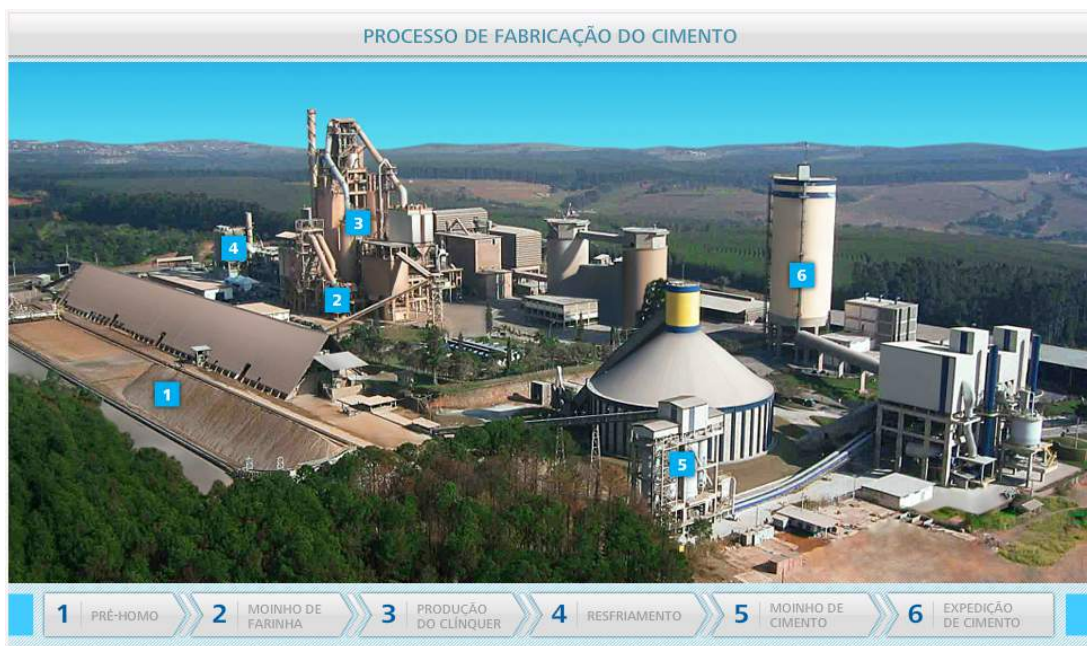 PROCESSO DE FABRICAÇÃO DO CIMENTO
3
4
6
2
1
5
1 PRÉ-HOMO
2 MOINHO DE
FARINHA
3 PRODUÇÃO
DO CLÍNQUER
4 RESFRIAMENTO
5 MOINHO DE
CIMENTO
6 EXPEDIÇÃO
DE CIMENTO